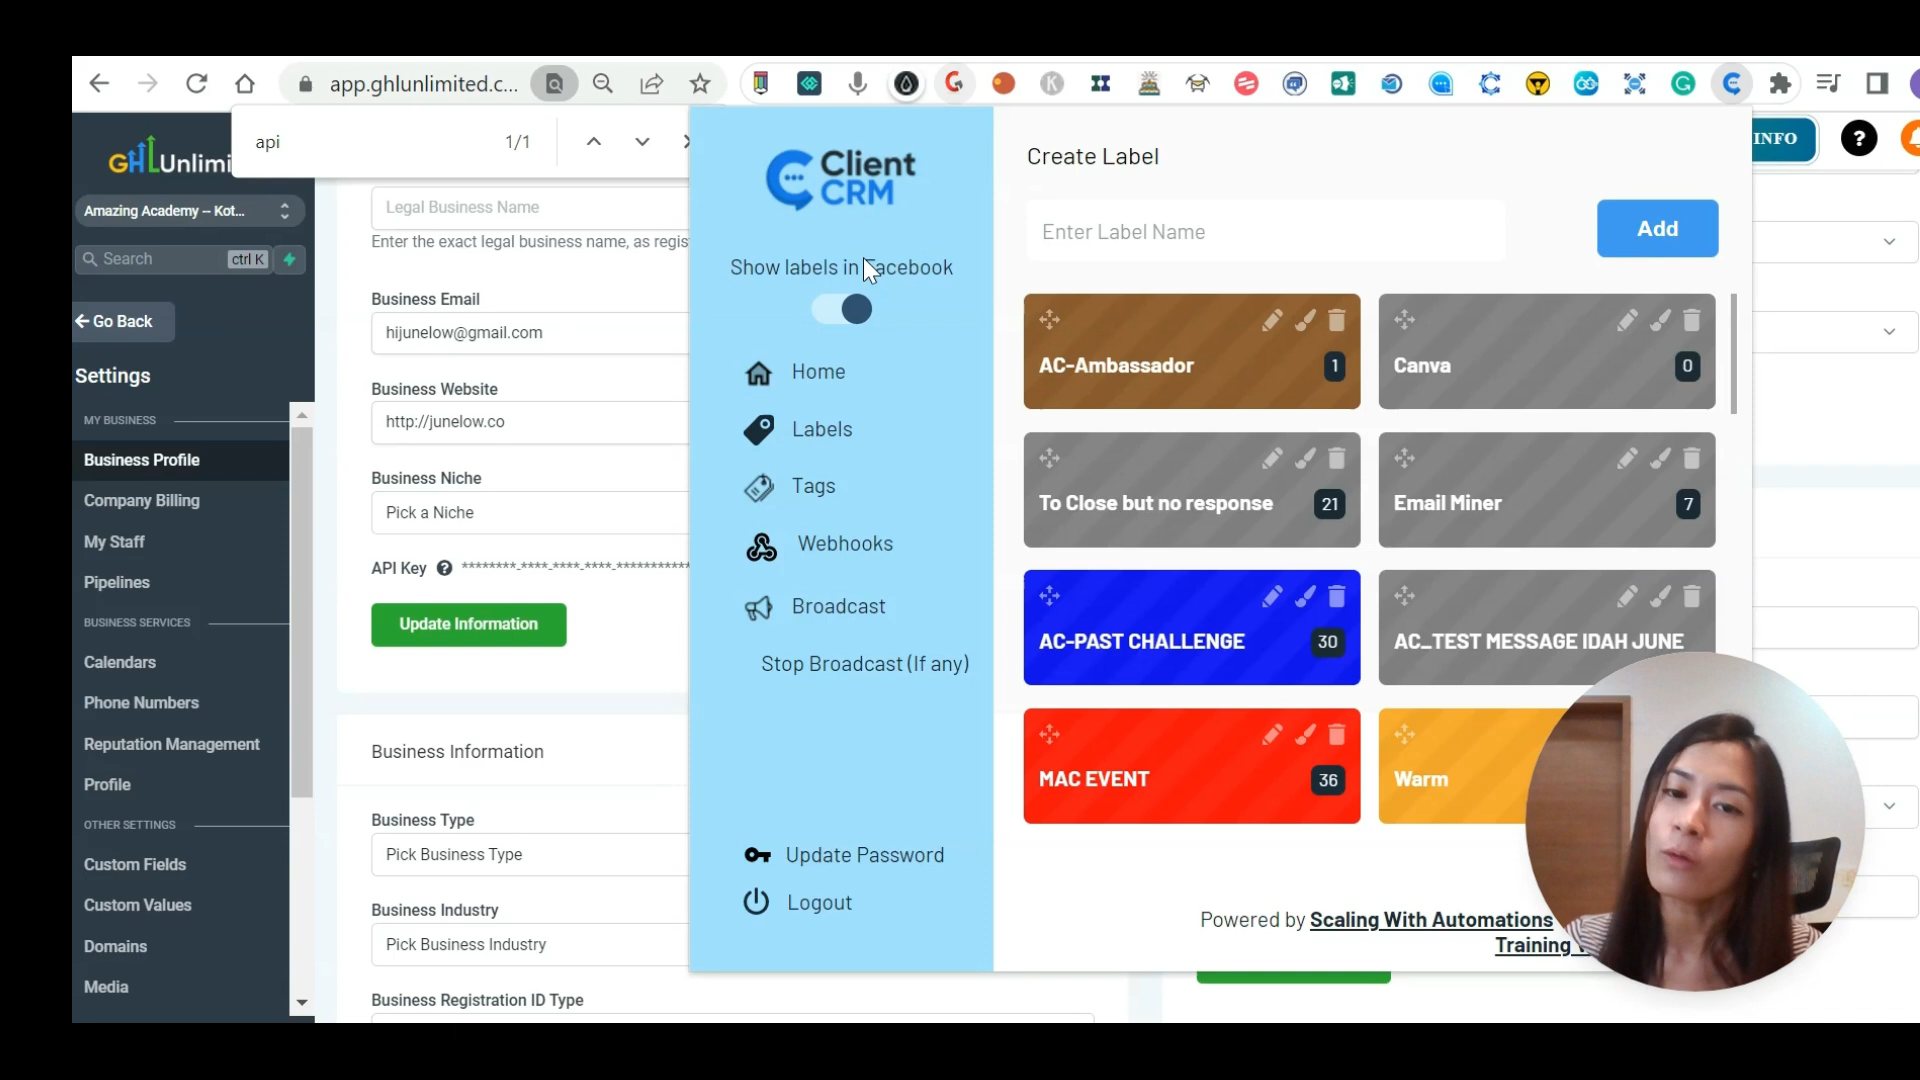 app.ghlunlimited.c...
api
1/1
GHLUnlimi
Amazing Academy -- Kot...
Search
ctrl K
Go Back
Settings
MY BUSINESS
Business Profile
Company Billing
My Staff
Pipelines
BUSINESS SERVICES
Calendars
Phone Numbers
Reputation Management
Profile
OTHER SETTINGS
Custom Fields
Custom Values
Domains
Media
Legal Business Name
Enter the exact legal business name, as regis
Business Email
hijunelow@gmail.com
Business Website
http://junelow.co
Business Niche
Pick a Niche
API Key
********-****-****-****-***********
Update Information
Business Information
Business Type
Pick Business Type
Business Industry
Pick Business Industry
Business Registration ID Type
Client
CRM
Show labels in Facebook
Home
Labels
Tags
Webhooks
Broadcast
Stop Broadcast (If any)
Update Password
Logout
Create Label
Enter Label Name
Add
AC-Ambassador
1
Canva
0
To Close but no response
21
Email Miner
7
AC-PAST CHALLENGE
30
AC_TEST MESSAGE IDAH JUNE
MAC EVENT
36
Warm
Powered by Scaling With Automations
Training
INFO